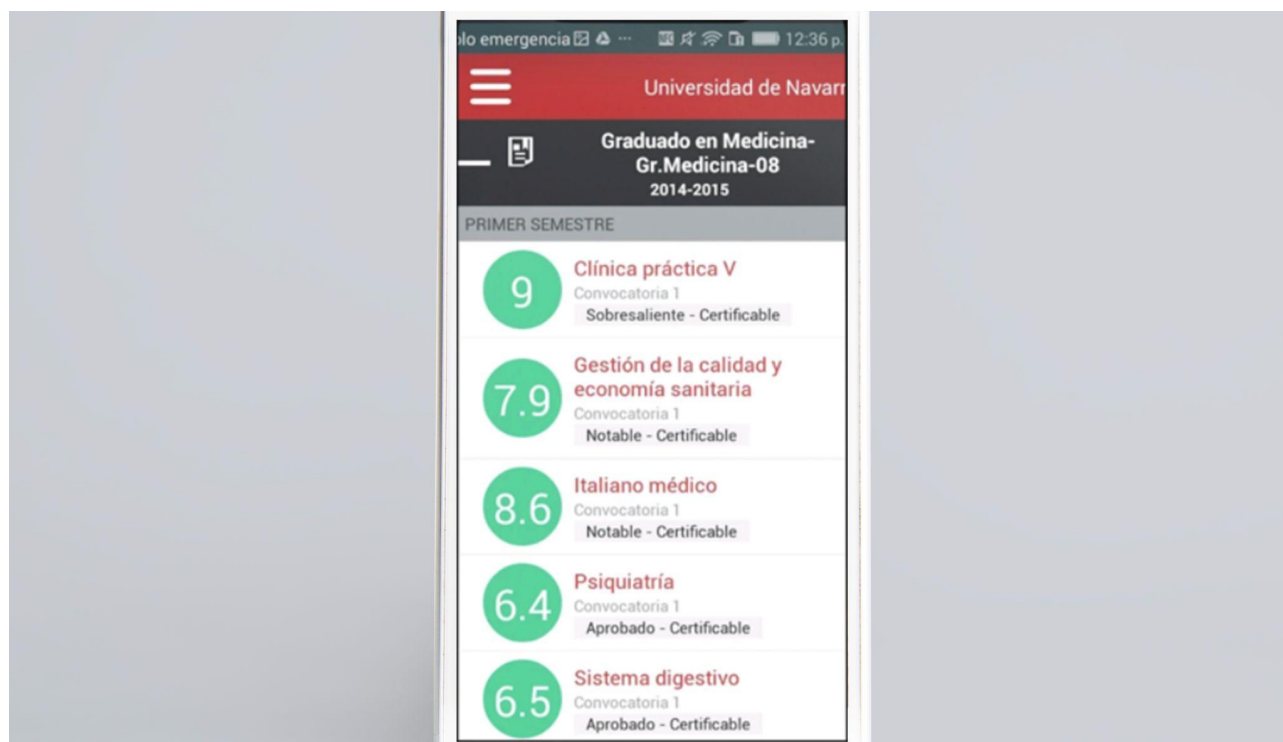 lo emergencia
12:36 p.
Universidad de Navarr
Graduado en Medicina-
Gr.Medicina-08
2014-2015
PRIMER SEMESTRE
9
Clínica práctica V
Convocatoria 1
Sobresaliente - Certificable
7.9
Gestión de la calidad y
economía sanitaria
Convocatoria 1
Notable - Certificable
8.6
Italiano médico
Convocatoria 1
Notable - Certificable
6.4
Psiquiatría
Convocatoria 1
Aprobado - Certificable
6.5
Sistema digestivo
Convocatoria 1
Aprobado - Certificable